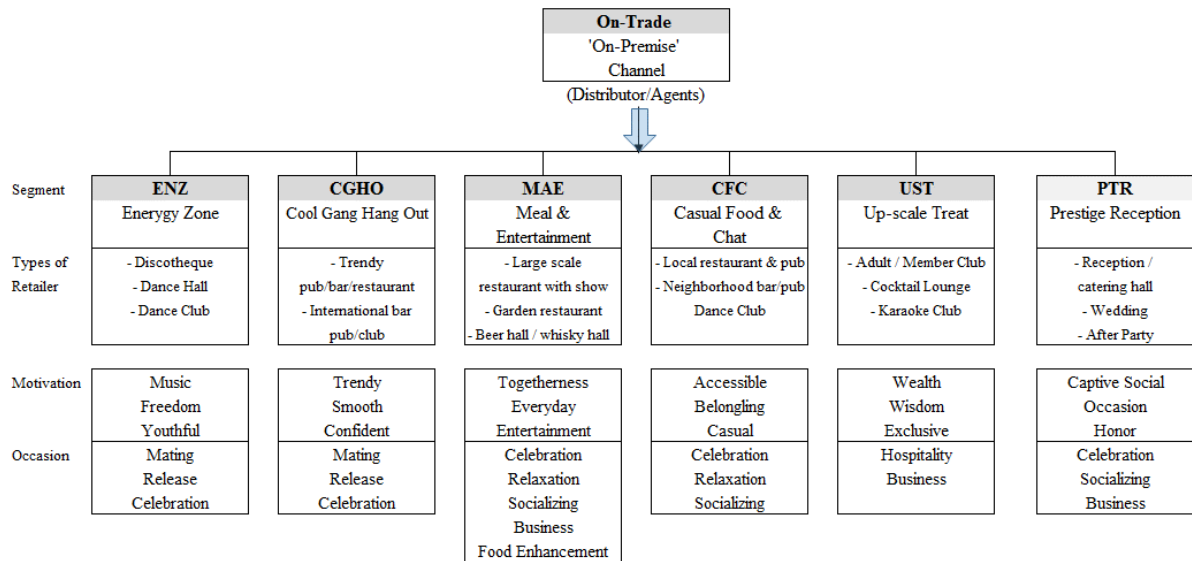 On-Trade
'On-Premise'
Channel
(Distributor/Agents)
Segment
ENZ
Enerygy Zone
CGHO
Cool Gang Hang Out
MAE
Meal &
Entertainment
CFC
Casual Food &
Chat
UST
Up-scale Treat
PTR
Prestige Reception
Types of
Retailer
- Discotheque
- Dance Hall
- Dance Club
- Trendy
pub/bar/restaurant
- International bar
pub/club
- Large scale
restaurant with show
- Garden restaurant
- Beer hall / whisky hall
- Local restaurant & pub
- Neighborhood bar/pub
Dance Club
- Adult / Member Club
- Cocktail Lounge
- Karaoke Club
- Reception /
catering hall
- Wedding
- After Party
Motivation
Music
Freedom
Youthful
Trendy
Smooth
Confident
Togetherness
Everyday
Entertainment
Accessible
Belongling
Casual
Wealth
Wisdom
Exclusive
Captive Social
Occasion
Honor
Occasion
Mating
Release
Celebration
Mating
Release
Celebration
Celebration
Relaxation
Socializing
Business
Food Enhancement
Celebration
Relaxation
Socializing
Hospitality
Business
Celebration
Socializing
Business